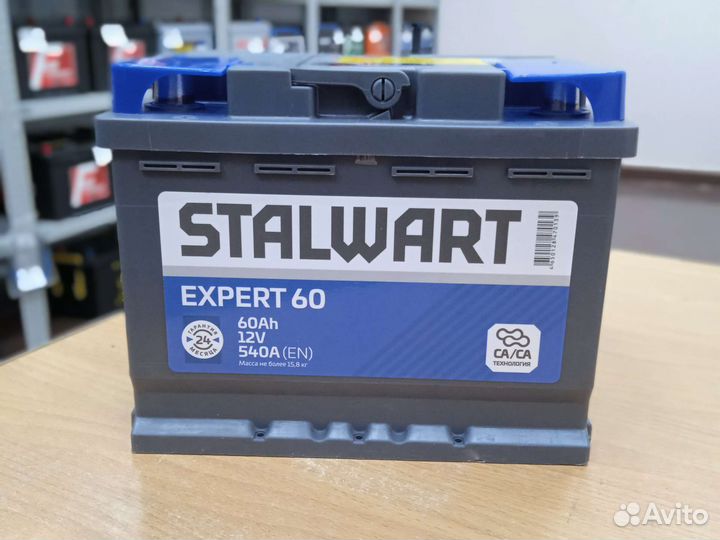 STALWART
EXPERT 60
60Ah
12V
540A (EN)
Масса не более 15,8 кг
ГАРАНТИЯ
24
МЕСЯЦА
CA/CA
ТЕХНОЛОГИЯ
Avito